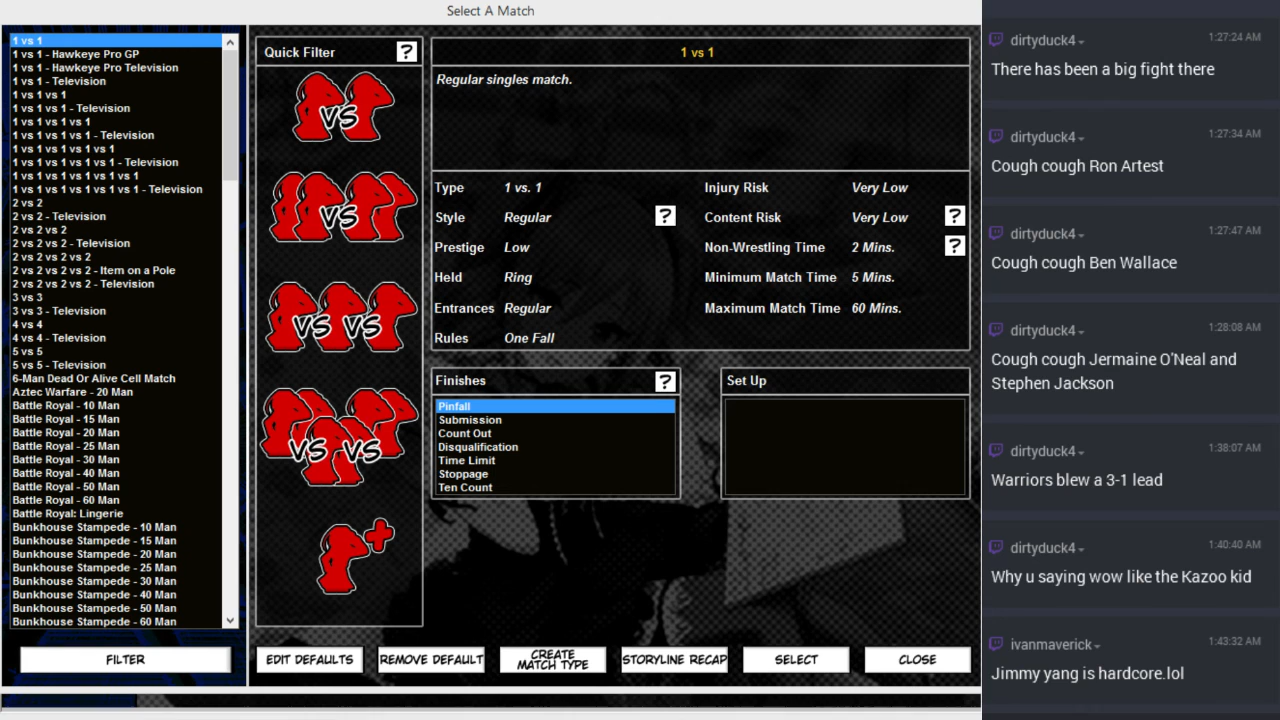 Select A Match
1 vs 1
1 vs 1 - Hawkeye Pro GP
1 vs 1 - Hawkeye Pro Television
1 vs 1 - Television
1 vs 1 vs 1
1 vs 1 vs 1 - Television
1 vs 1 vs 1 vs 1
1 vs 1 vs 1 vs 1 - Television
1 vs 1 vs 1 vs 1 vs 1
1 vs 1 vs 1 vs 1 vs 1 - Television
1 vs 1 vs 1 vs 1 vs 1 vs 1
1 vs 1 vs 1 vs 1 vs 1 vs 1 - Television
2 vs 2
2 vs 2 - Television
2 vs 2 vs 2
2 vs 2 vs 2 - Television
2 vs 2 vs 2 vs 2
2 vs 2 vs 2 vs 2 - Item on a Pole
2 vs 2 vs 2 vs 2 - Television
3 vs 3
3 vs 3 - Television
4 vs 4
4 vs 4 - Television
5 vs 5
5 vs 5 - Television
6-Man Dead Or Alive Cell Match
Aztec Warfare - 20 Man
Battle Royal - 10 Man
Battle Royal - 15 Man
Battle Royal - 20 Man
Battle Royal - 25 Man
Battle Royal - 30 Man
Battle Royal - 40 Man
Battle Royal - 50 Man
Battle Royal - 60 Man
Battle Royal: Lingerie
Bunkhouse Stampede - 10 Man
Bunkhouse Stampede - 15 Man
Bunkhouse Stampede - 20 Man
Bunkhouse Stampede - 25 Man
Bunkhouse Stampede - 30 Man
Bunkhouse Stampede - 40 Man
Bunkhouse Stampede - 50 Man
Bunkhouse Stampede - 60 Man
FILTER
Quick Filter ?
VS
VS
VS VS
VS VS
1 vs 1
Regular singles match.
Type 1 vs. 1
Style Regular ?
Prestige Low
Held Ring
Entrances Regular
Rules One Fall
Injury Risk Very Low
Content Risk Very Low ?
Non-Wrestling Time 2 Mins. ?
Minimum Match Time 5 Mins.
Maximum Match Time 60 Mins.
Finishes ?
Pinfall
Submission
Count Out
Disqualification
Time Limit
Stoppage
Ten Count
Set Up
EDIT DEFAULTS
REMOVE DEFAULT
CREATE
MATCH TYPE
STORYLINE RECAP
SELECT
CLOSE
dirtyduck4 1:27:24 AM
There has been a big fight there
dirtyduck4 1:27:34 AM
Cough cough Ron Artest
dirtyduck4 1:27:47 AM
Cough cough Ben Wallace
dirtyduck4 1:28:08 AM
Cough cough Jermaine O'Neal and
Stephen Jackson
dirtyduck4 1:38:07 AM
Warriors blew a 3-1 lead
dirtyduck4 1:40:40 AM
Why u saying wow like the Kazoo kid
ivanmaverick 1:43:32 AM
Jimmy yang is hardcore.lol